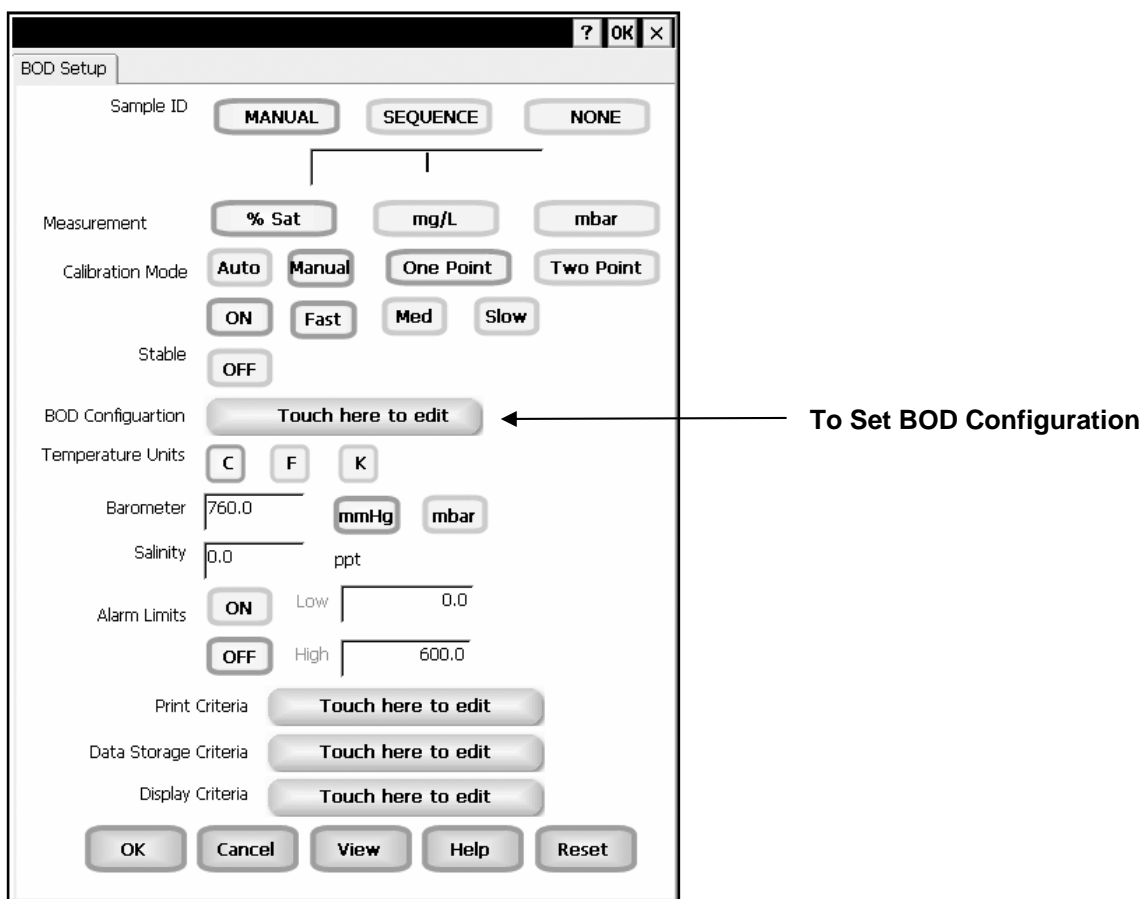 ? OK ×
BOD Setup
Sample ID MANUAL SEQUENCE NONE
Measurement % Sat mg/L mbar
Calibration Mode Auto Manual One Point Two Point
ON Fast Med Slow
Stable
OFF
BOD Configuartion Touch here to edit To Set BOD Configuration
Temperature Units C F K
Barometer 760.0 mmHg mbar
Salinity 0.0 ppt
Alarm Limits ON Low 0.0
OFF High 600.0
Print Criteria Touch here to edit
Data Storage Criteria Touch here to edit
Display Criteria Touch here to edit
OK Cancel View Help Reset